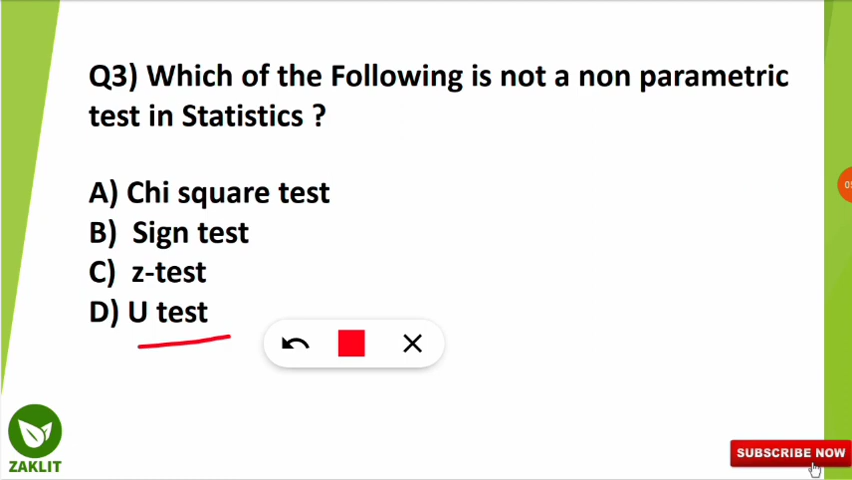 Q3) Which of the Following is not a non parametric
test in Statistics ?
A) Chi square test
B) Sign test
C) z-test
D) U test
ZAKLIT
SUBSCRIBE NOW